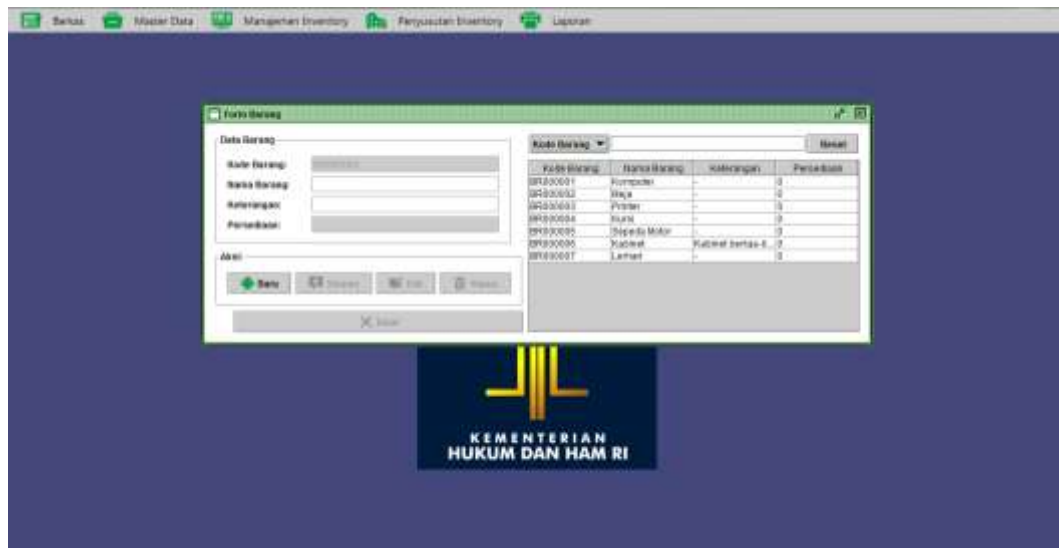 Berkas Master Data Manajemen Inventory Penyusutan Inventory Laporan
Form Barang
Data Barang
Kode Barang:
Nama Barang:
Keterangan:
Persediaan:
Aksi
Baru Simpan Edit Hapus
Batal
Kode Barang Reset
Kode Barang Nama Barang Keterangan Persediaan
BR000001 Komputer - 0
BR000002 Meja - 0
BR000003 Printer - 0
BR000004 Kursi - 0
BR000005 Sepeda Motor - 0
BR000006 Kabinet Kabinet berkas d... 0
BR000007 Lemari - 0
KEMENTERIAN
HUKUM DAN HAM RI